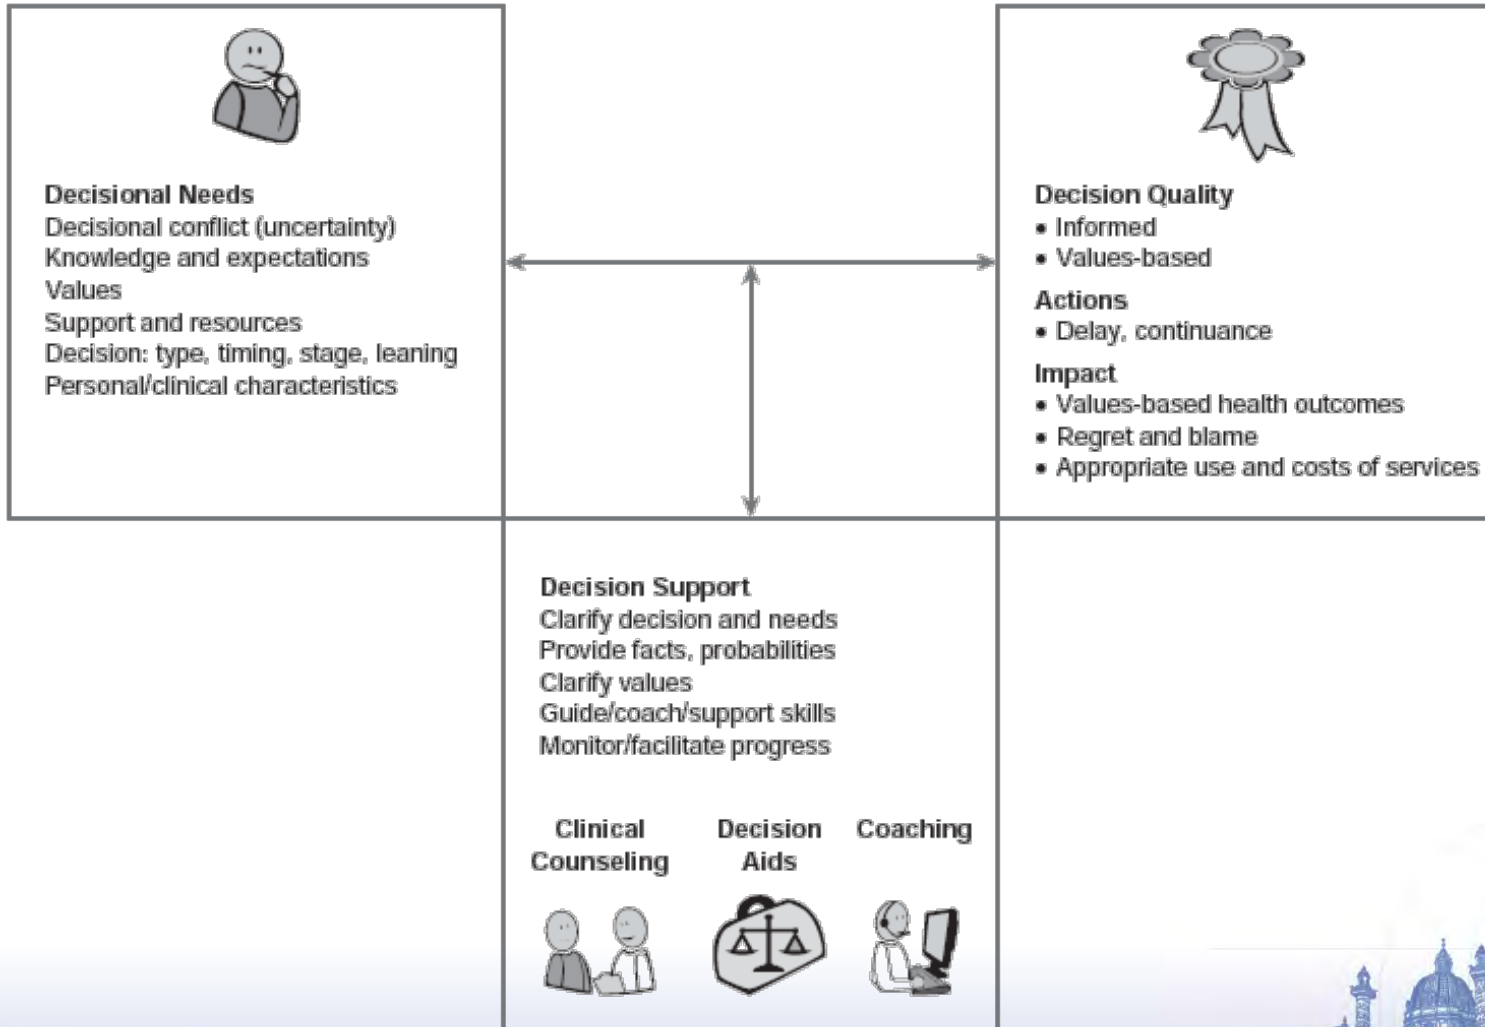 Decisional Needs
Decisional conflict (uncertainty)
Knowledge and expectations
Values
Support and resources
Decision: type, timing, stage, leaning
Personal/clinical characteristics
Decision Quality
• Informed
• Values-based
Actions
• Delay, continuance
Impact
• Values-based health outcomes
• Regret and blame
• Appropriate use and costs of services
Decision Support
Clarify decision and needs
Provide facts, probabilities
Clarify values
Guide/coach/support skills
Monitor/facilitate progress
Clinical
Counseling
Decision
Aids
Coaching